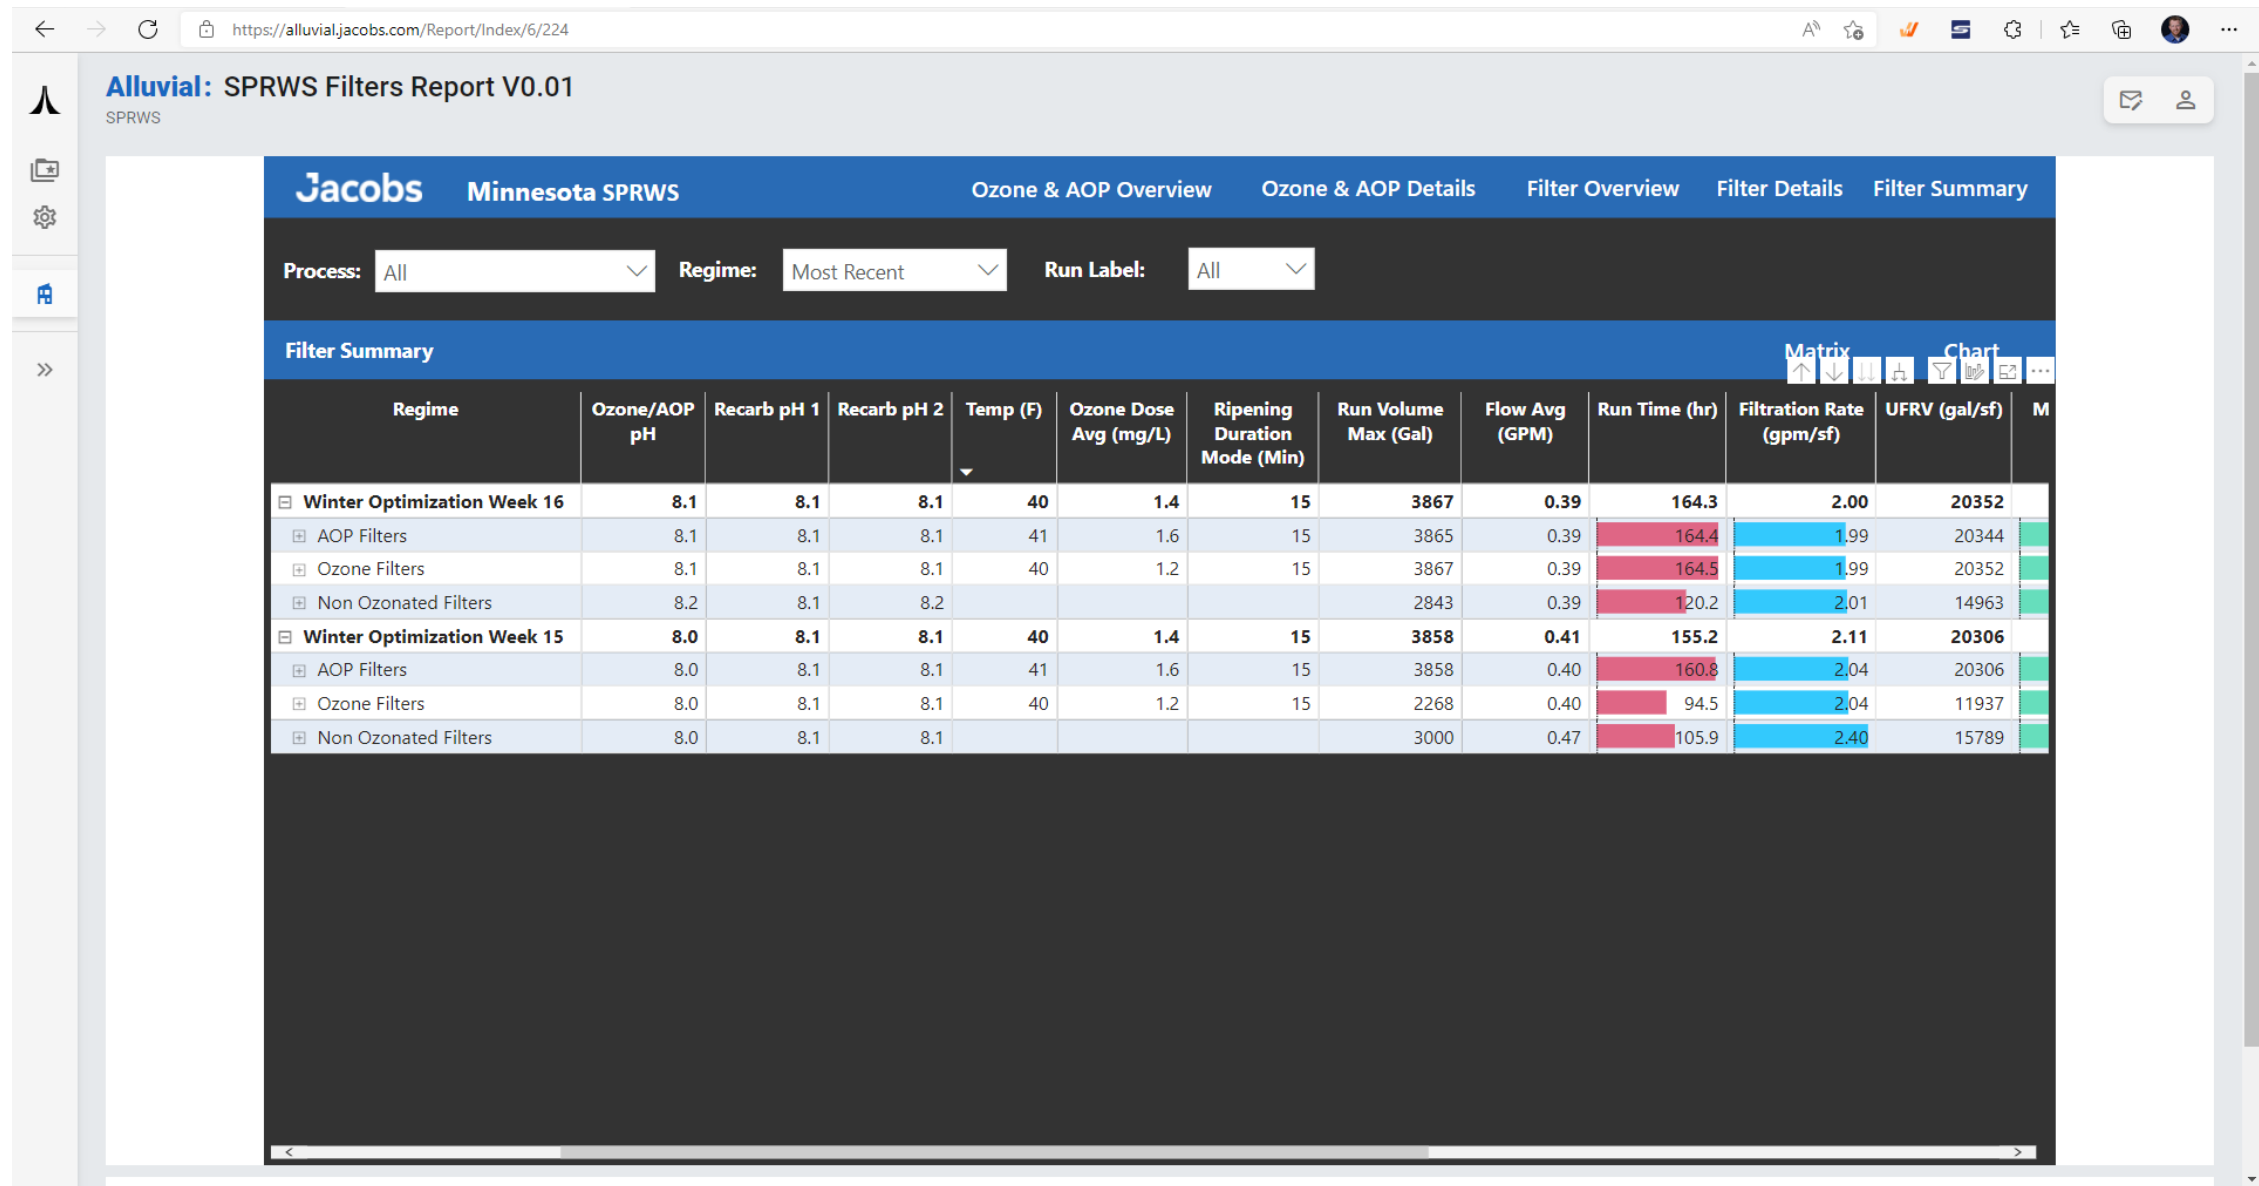 https://alluvial.jacobs.com/Report/Index/6/224
Alluvial: SPRWS Filters Report V0.01
SPRWS
Jacobs Minnesota SPRWS Ozone & AOP Overview Ozone & AOP Details Filter Overview Filter Details Filter Summary
Process: All Regime: Most Recent Run Label: All
Filter Summary Matrix Chart
Regime Ozone/AOP pH Recarb pH 1 Recarb pH 2 Temp (F) Ozone Dose Avg (mg/L) Ripening Duration Mode (Min) Run Volume Max (Gal) Flow Avg (GPM) Run Time (hr) Filtration Rate (gpm/sf) UFRV (gal/sf) M
Winter Optimization Week 16 8.1 8.1 8.1 40 1.4 15 3867 0.39 164.3 2.00 20352
AOP Filters 8.1 8.1 8.1 41 1.6 15 3865 0.39 164.4 1.99 20344
Ozone Filters 8.1 8.1 8.1 40 1.2 15 3867 0.39 164.5 1.99 20352
Non Ozonated Filters 8.2 8.1 8.2 2843 0.39 120.2 2.01 14963
Winter Optimization Week 15 8.0 8.1 8.1 40 1.4 15 3858 0.41 155.2 2.11 20306
AOP Filters 8.0 8.1 8.1 41 1.6 15 3858 0.40 160.8 2.04 20306
Ozone Filters 8.0 8.1 8.1 40 1.2 15 2268 0.40 94.5 2.04 11937
Non Ozonated Filters 8.0 8.1 8.1 3000 0.47 105.9 2.40 15789